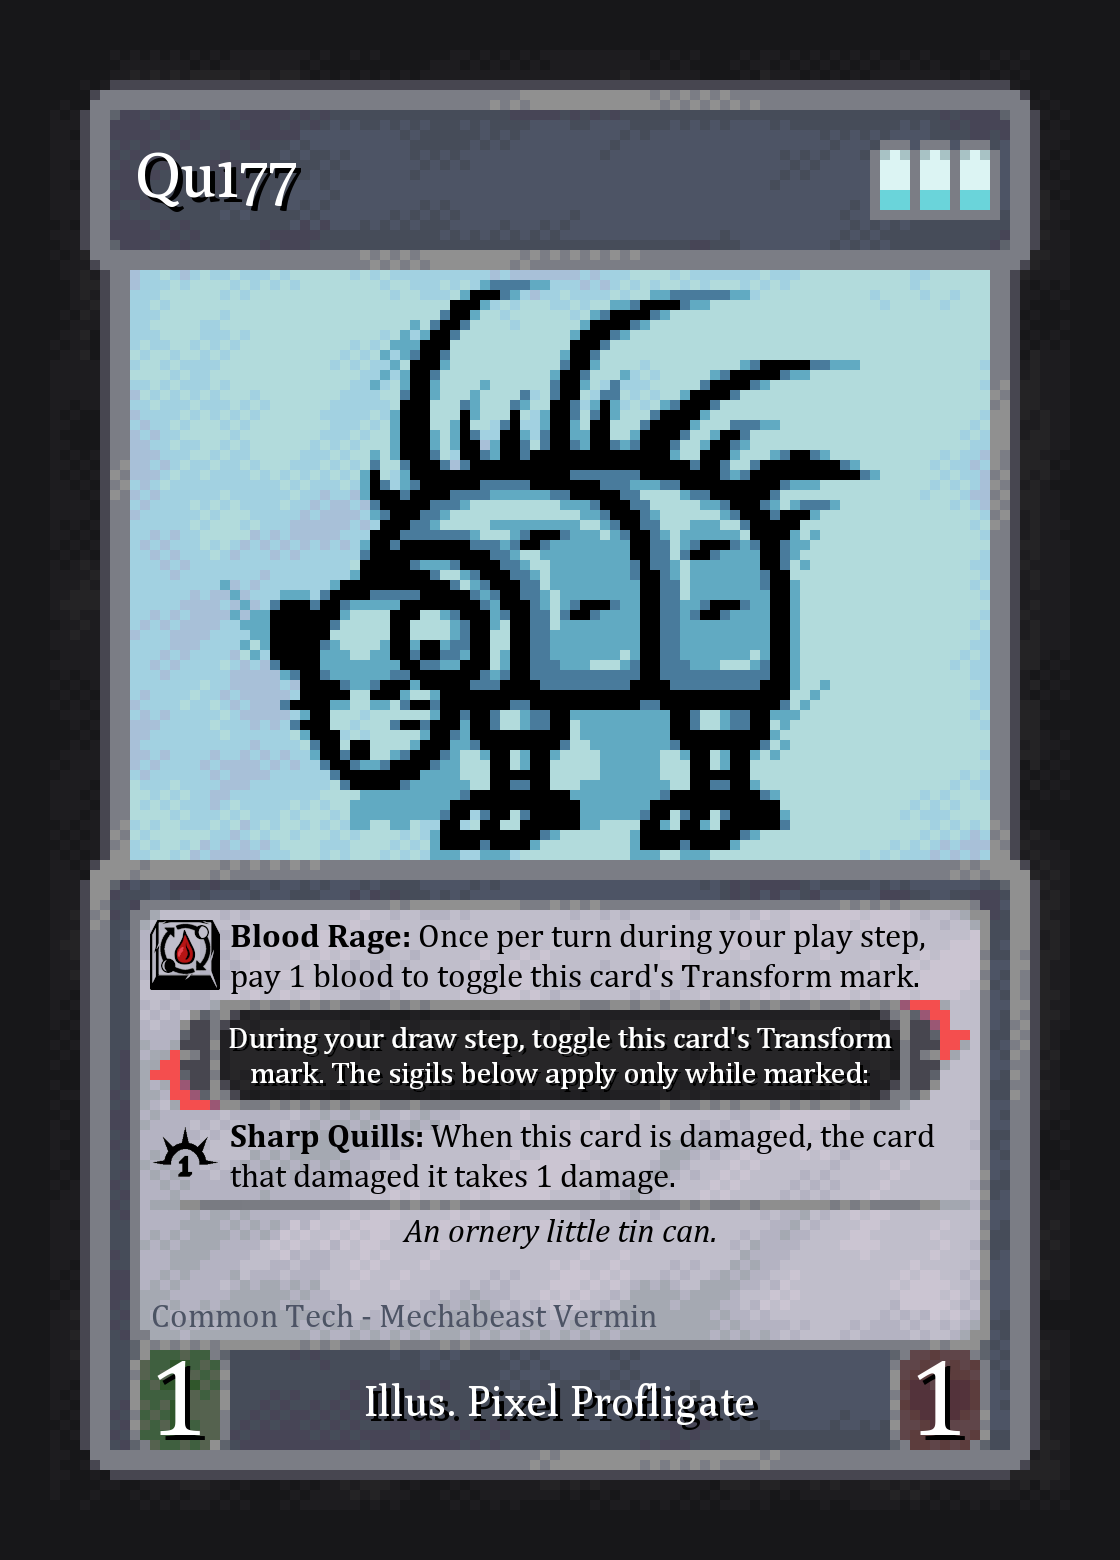 Qu177
Blood Rage: Once per turn during your play step,
pay 1 blood to toggle this card's Transform mark.
During your draw step, toggle this card's Transform
mark. The sigils below apply only while marked:
1
Sharp Quills: When this card is damaged, the card
that damaged it takes 1 damage.
An ornery little tin can.
Common Tech - Mechabeast Vermin
1
Illus. Pixel Profligate
1